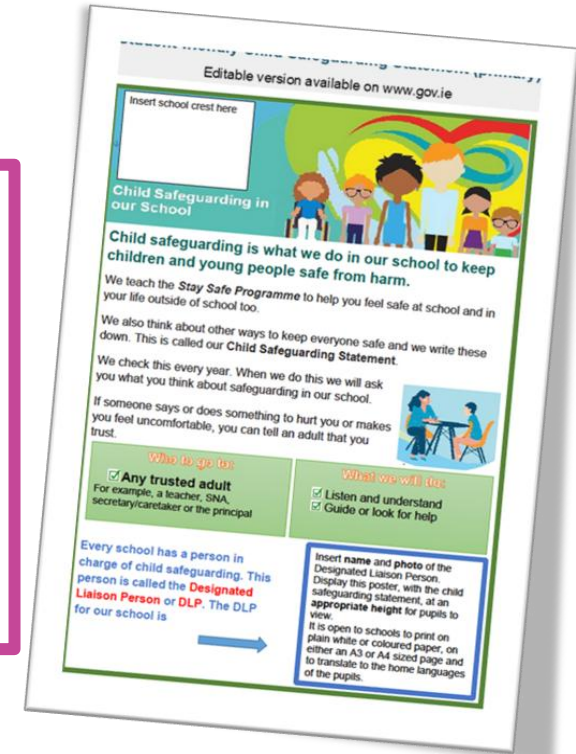 Editable version available on www.gov.ie
Insert school crest here
Child Safeguarding in
our School
Child safeguarding is what we do in our school to keep
children and young people safe from harm.
We teach the Stay Safe Programme to help you feel safe at school and in
your life outside of school too.
We also think about other ways to keep everyone safe and we write these
down. This is called our Child Safeguarding Statement.
We check this every year. When we do this we will ask
you what you think about safeguarding in our school.
If someone says or does something to hurt you or makes
you feel uncomfortable, you can tell an adult that you
trust.
Who to go to:
☑ Any trusted adult
For example, a teacher, SNA,
secretary/caretaker or the principal
What we will do:
☑ Listen and understand
☑ Guide or look for help
Every school has a person in
charge of child safeguarding. This
person is called the Designated
Liaison Person or DLP. The DLP
for our school is
Insert name and photo of the
Designated Liaison Person.
Display this poster, with the child
safeguarding statement, at an
appropriate height for pupils to
view.
It is open to schools to print on
plain white or coloured paper, on
either an A3 or A4 sized page and
to translate to the home languages
of the pupils.